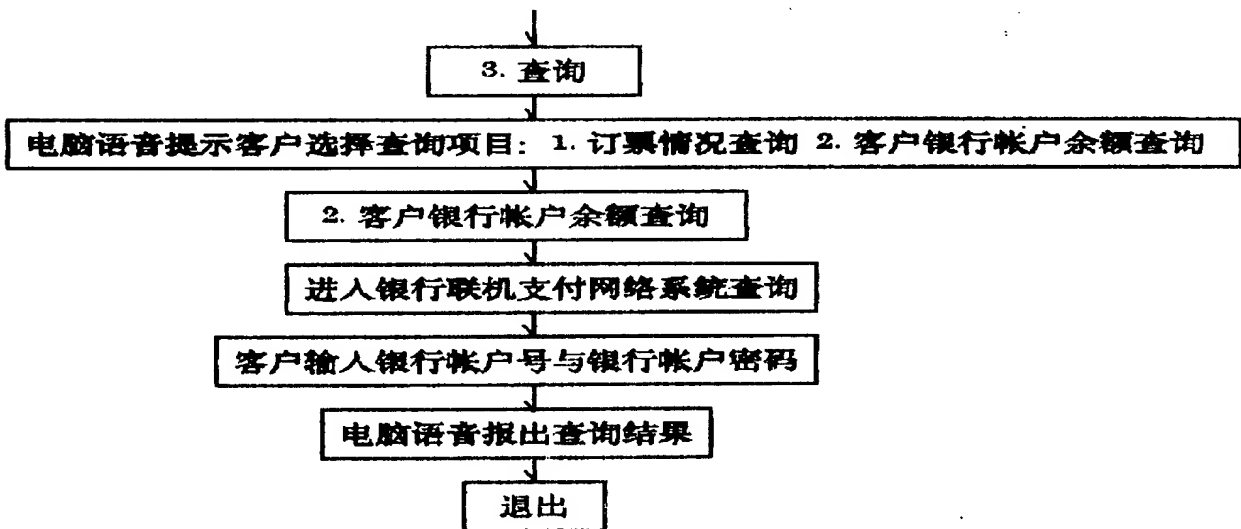 3. 查询
电脑语音提示客户选择查询项目: 1. 订票情况查询 2. 客户银行帐户余额查询
2. 客户银行帐户余额查询
进入银行联机支付网络系统查询
客户输入银行帐户号与银行帐户密码
电脑语音报出查询结果
退出